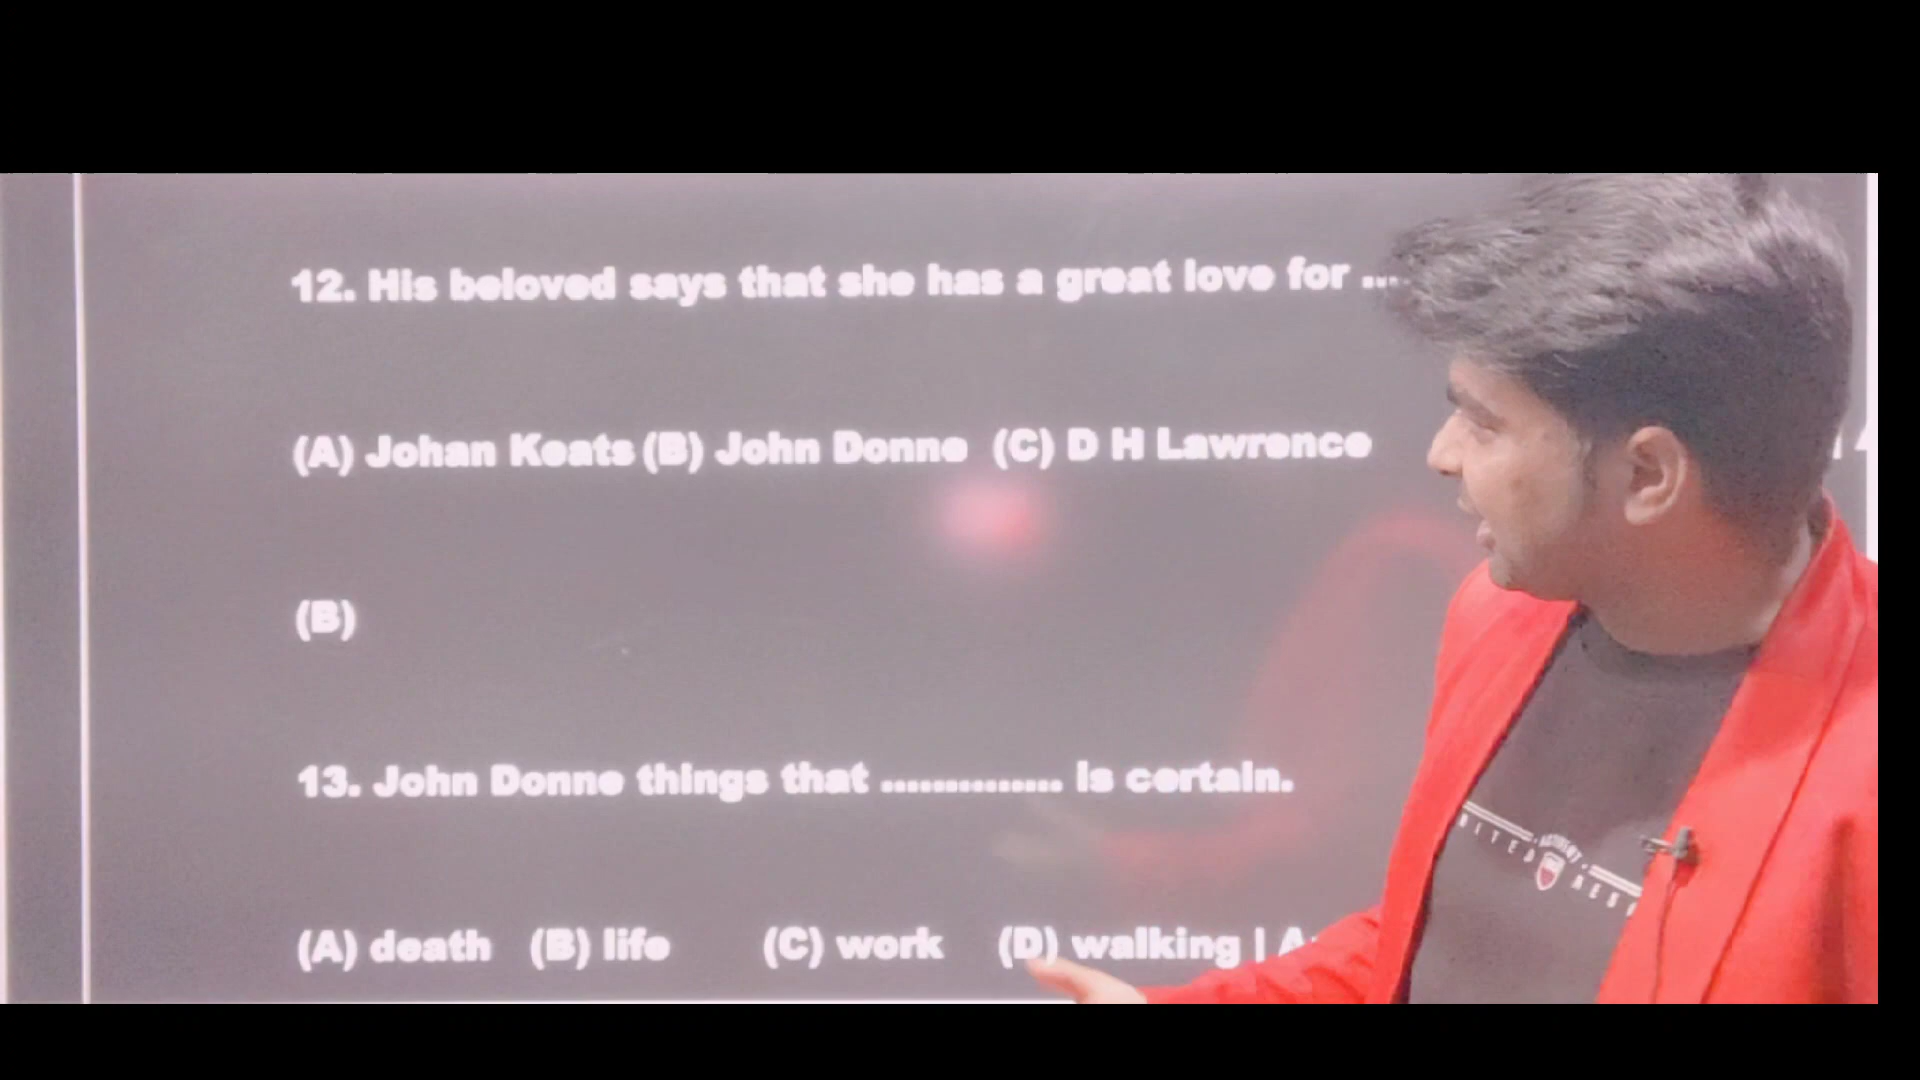 12. His beloved says that she has a great love for ...
(A) Johan Keats (B) John Donne (C) D H Lawrence
(B)
13. John Donne things that .............. is certain.
(A) death (B) life (C) work (D) walking | A